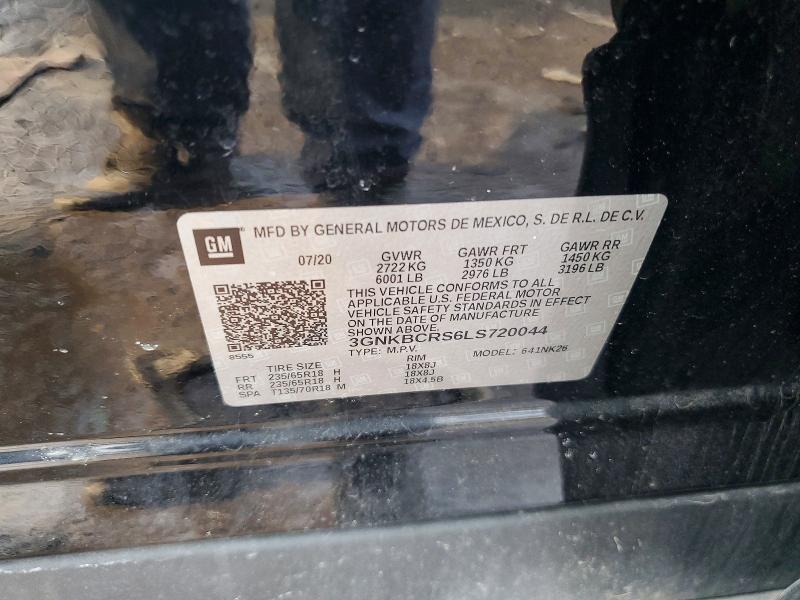 GM MFD BY GENERAL MOTORS DE MEXICO, S. DE R.L. DE C.V.
07/20 GVWR GAWR FRT GAWR RR
2722 KG 1350 KG 1450 KG
6001 LB 2976 LB 3196 LB
THIS VEHICLE CONFORMS TO ALL
APPLICABLE U.S. FEDERAL MOTOR
VEHICLE SAFETY STANDARDS IN EFFECT
ON THE DATE OF MANUFACTURE
SHOWN ABOVE.
3GNKBCRS6LS720044
8555 TYPE: M.P.V. MODEL: 641NK26
TIRE SIZE RIM
FRT 235/65R18 H 18X8J
RR 235/65R18 H 18X8J
SPA T135/70R18 M 18X4.5B